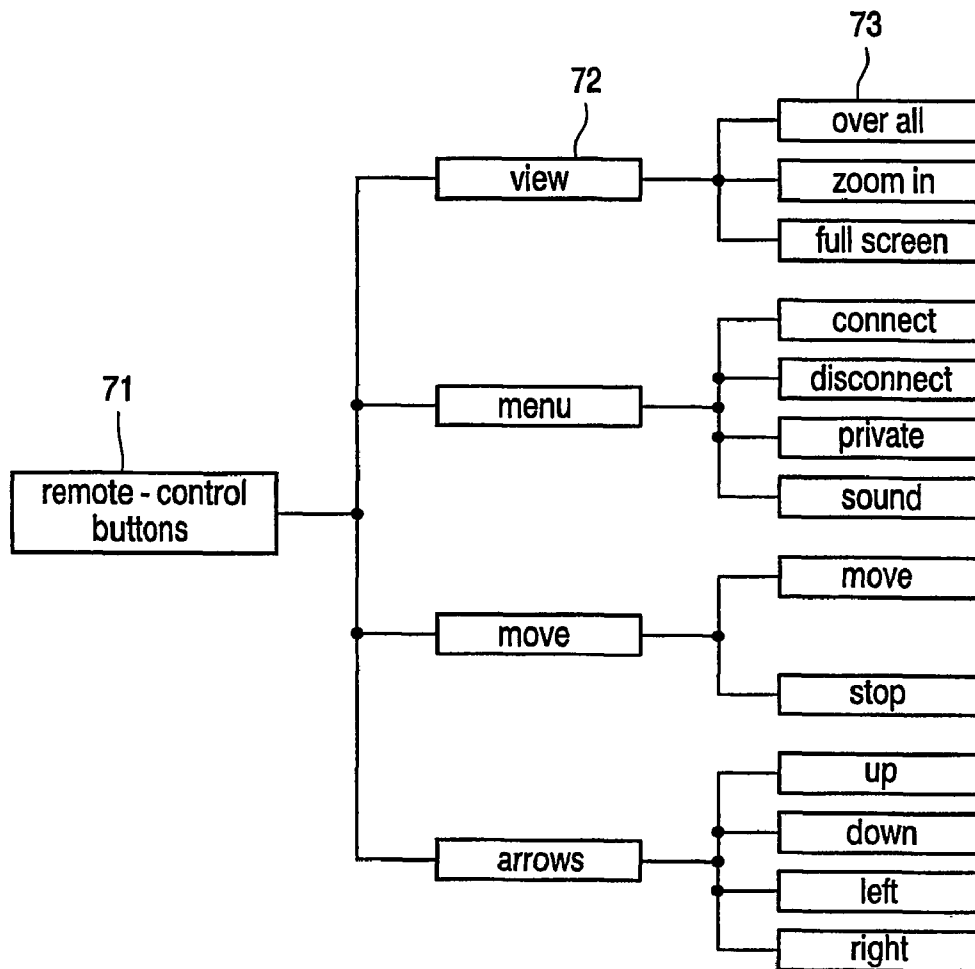 73
72
over all
view
zoom in
full screen
connect
71
disconnect
menu
private
remote - control
buttons
sound
move
move
stop
up
down
arrows
left
right